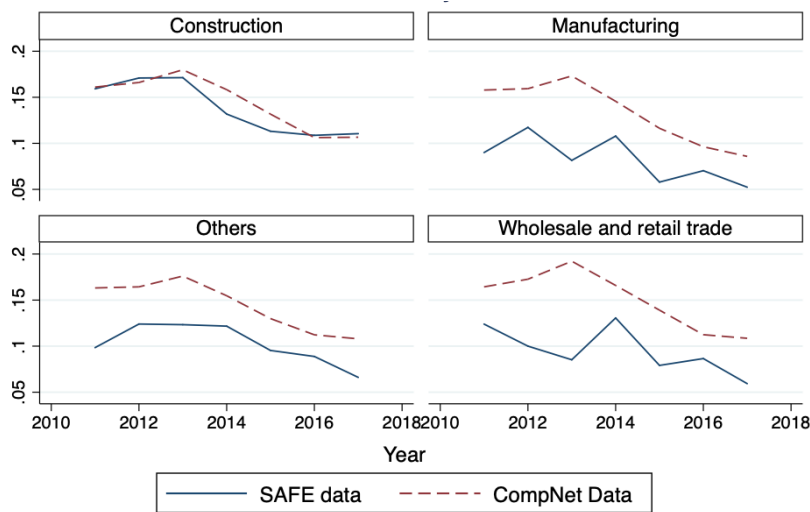 Construction
Manufacturing
.2
.15
.1
.05
Others
Wholesale and retail trade
.2
.15
.1
.05
2010 2012 2014 2016 2018 2010 2012 2014 2016 2018
Year
SAFE data CompNet Data